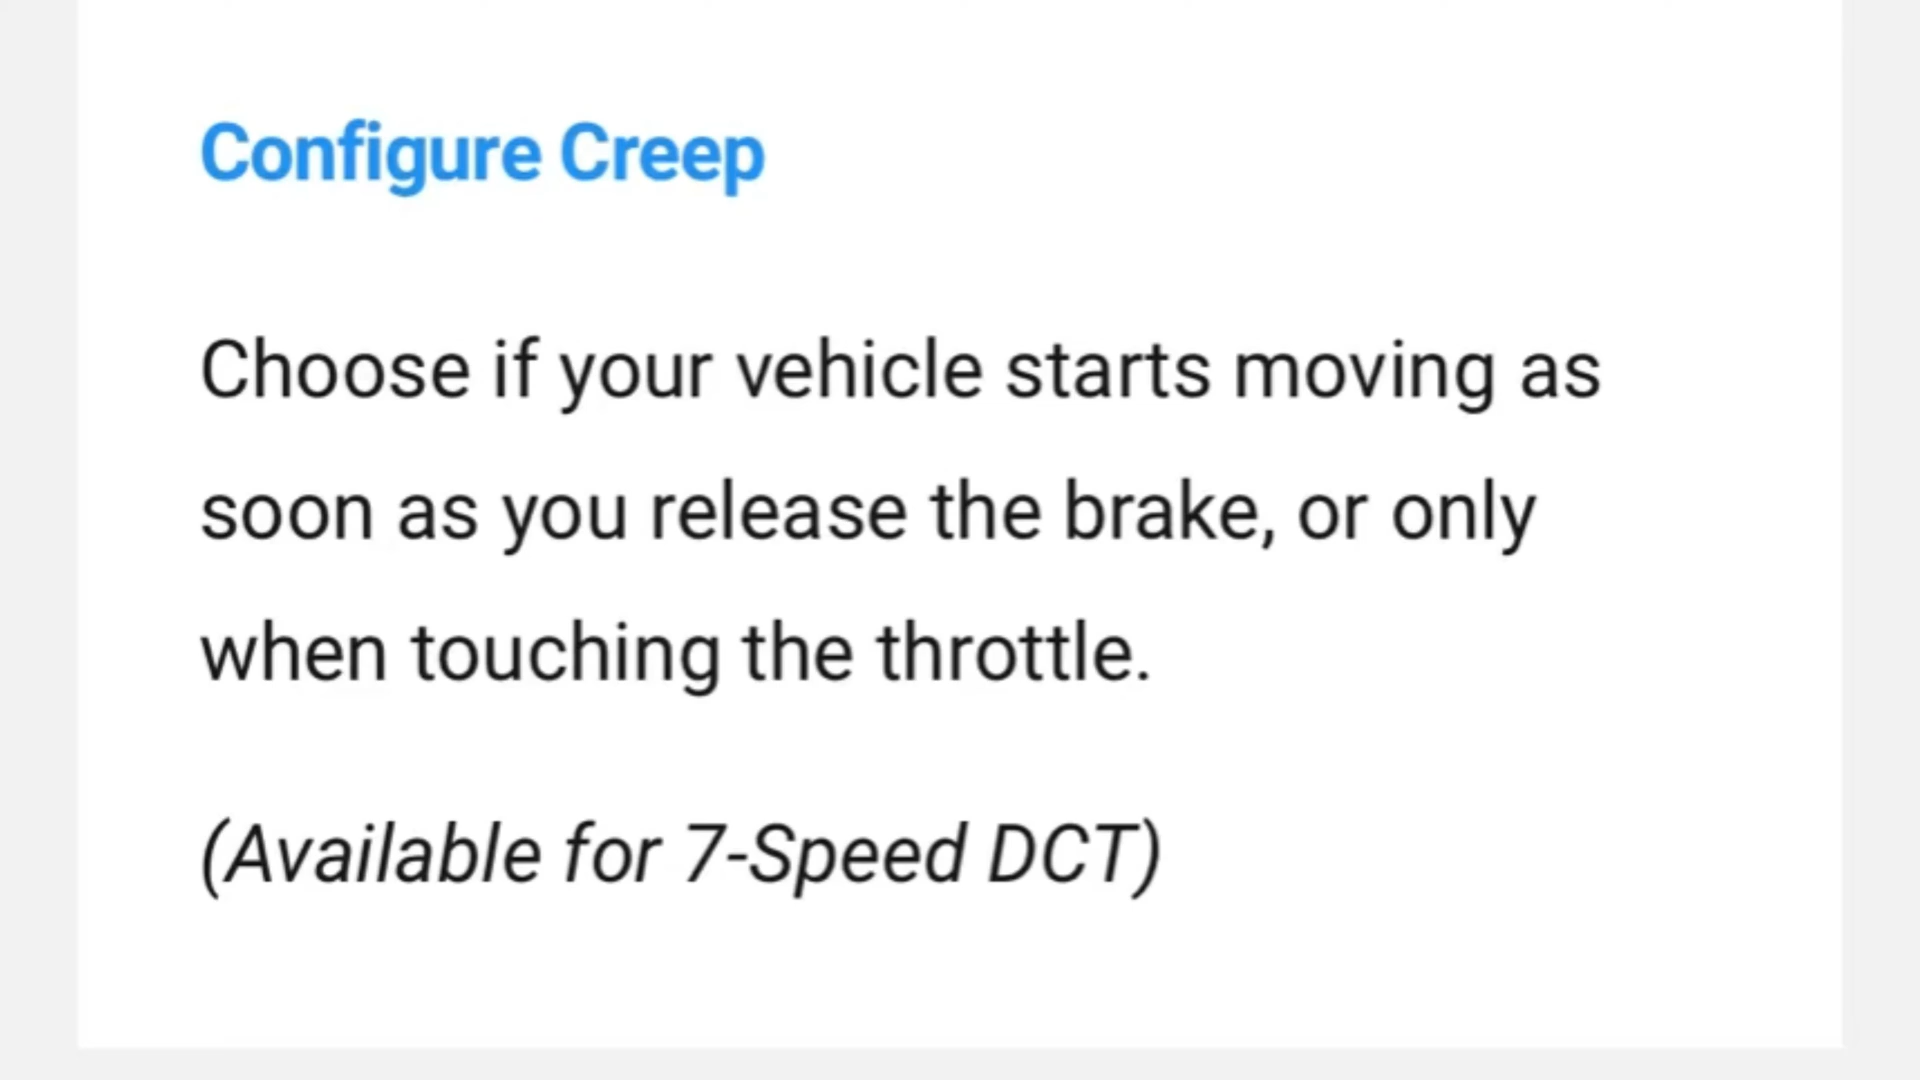 Configure Creep
Choose if your vehicle starts moving as
soon as you release the brake, or only
when touching the throttle.
(Available for 7-Speed DCT)